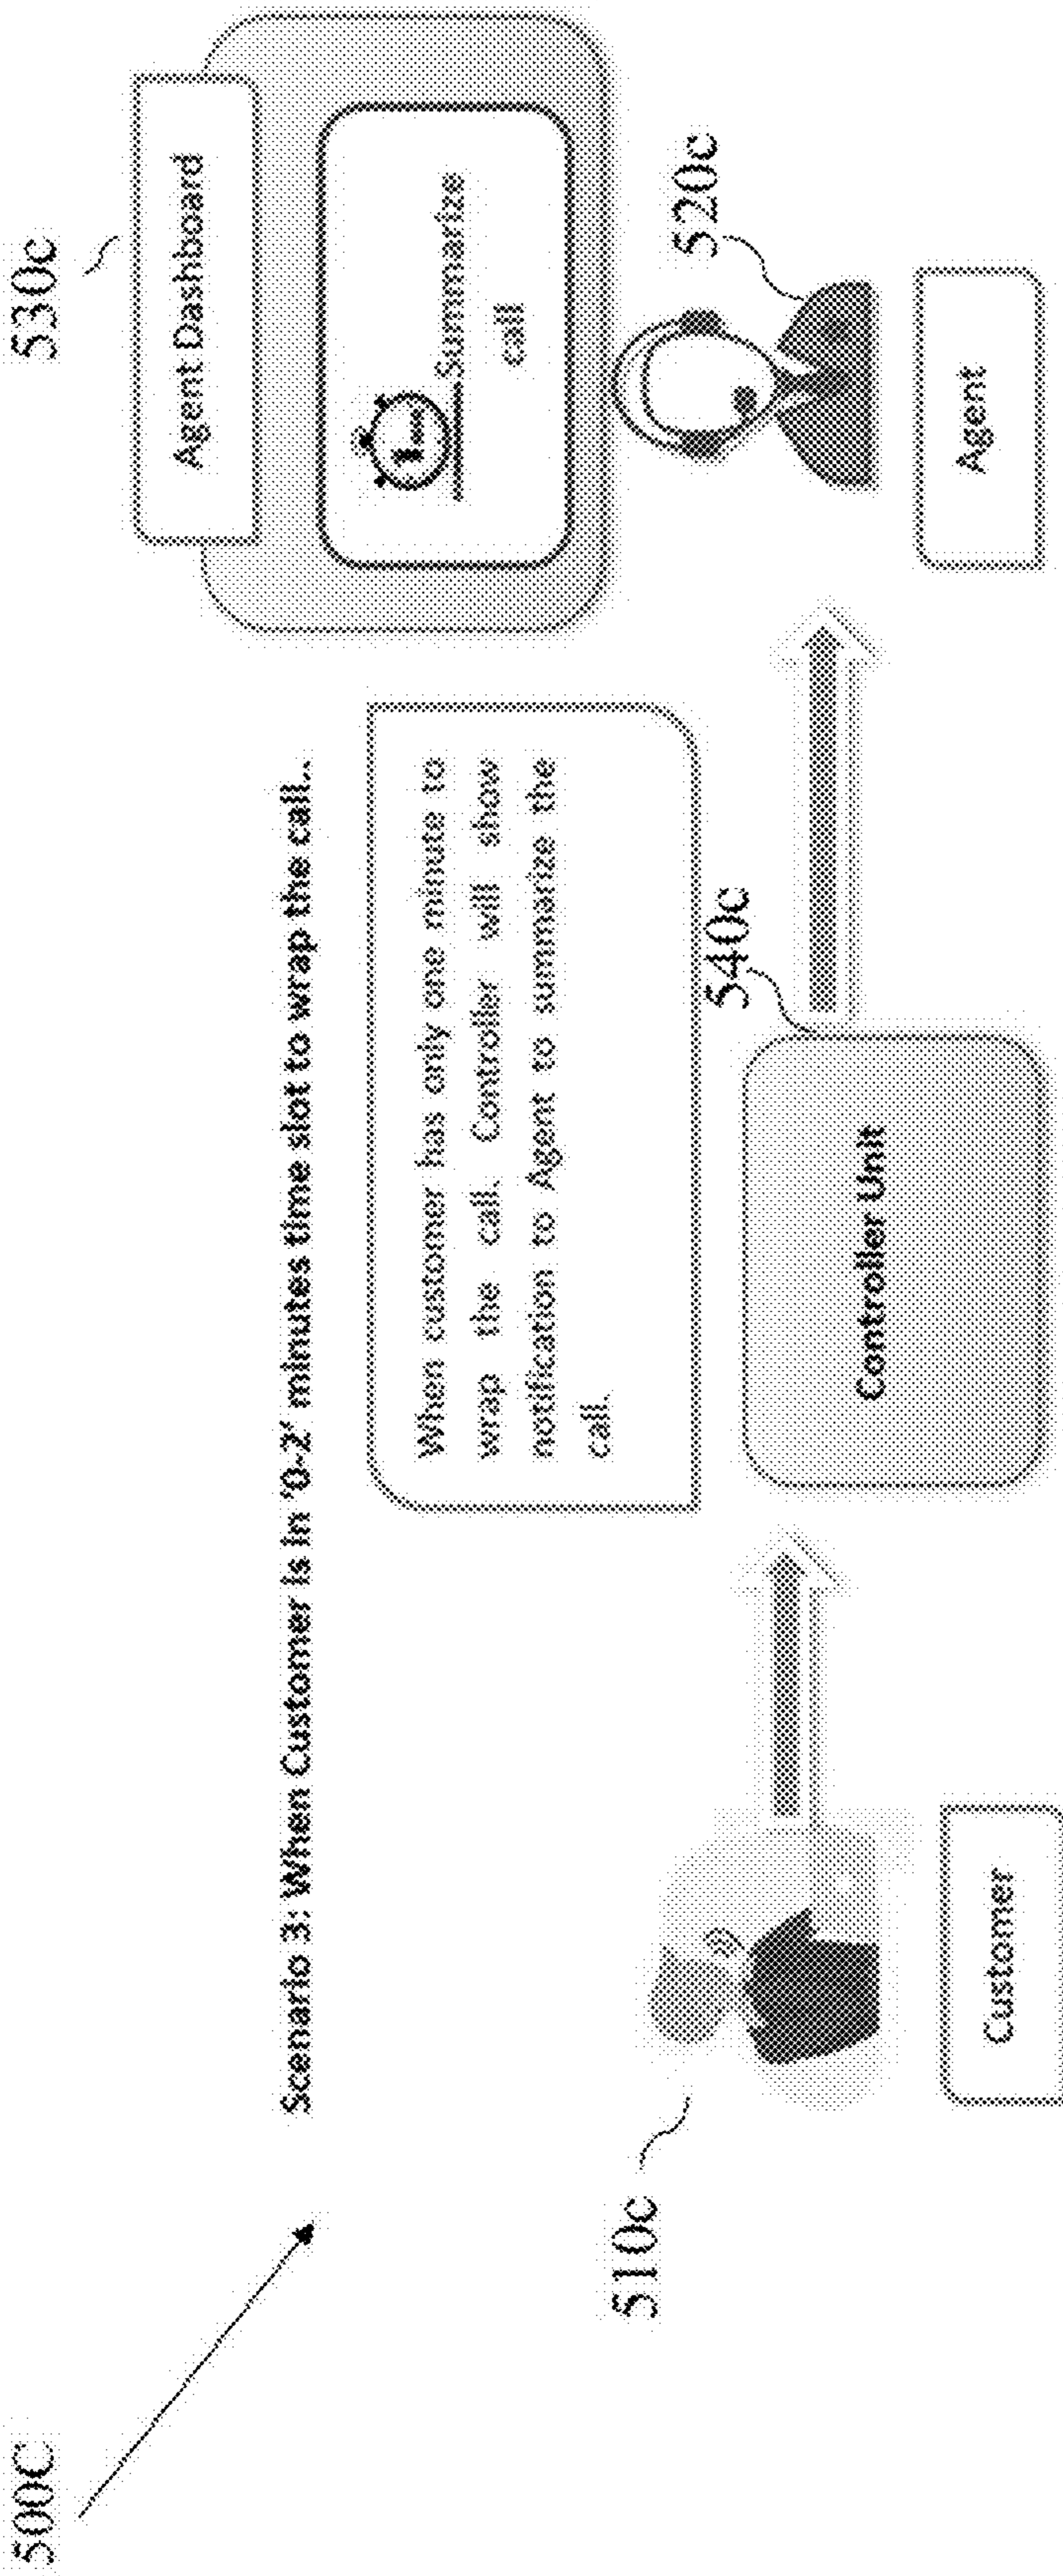 500C
530c
Scenario 3: When Customer is in ‘0-2’ minutes time slot to wrap the call..
Agent Dashboard
When customer has only one minute to
wrap the call. Controller will show
notification to Agent to summarize the
call.
Summarize
call
510c
540c
520c
Controller Unit
Customer
Agent